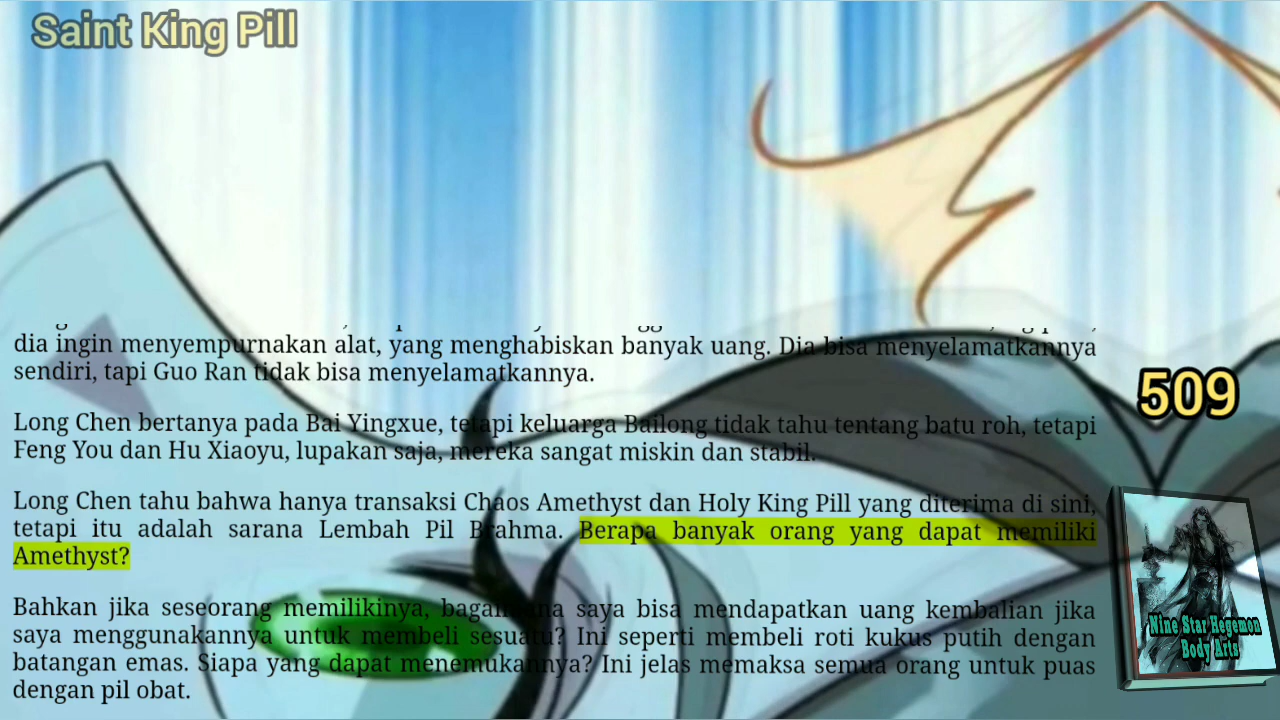 Saint King Pill
dia ingin menyempurnakan alat, yang menghabiskan banyak uang. Dia bisa menyelamatkannya
sendiri, tapi Guo Ran tidak bisa menyelamatkannya.
509
Long Chen bertanya pada Bai Yingxue, tetapi keluarga Bailong tidak tahu tentang batu roh, tetapi
Feng You dan Hu Xiaoyu, lupakan saja, mereka sangat miskin dan stabil.
Long Chen tahu bahwa hanya transaksi Chaos Amethyst dan Holy King Pill yang diterima di sini,
tetapi itu adalah sarana Lembah Pil Brahma. Berapa banyak orang yang dapat memiliki
Amethyst?
Bahkan jika seseorang memilikinya, bagaimana saya bisa mendapatkan uang kembalian jika
saya menggunakannya untuk membeli sesuatu? Ini seperti membeli roti kukus putih dengan
batangan emas. Siapa yang dapat menemukannya? Ini jelas memaksa semua orang untuk puas
dengan pil obat.
Nine Star Hegemon
Body Arts